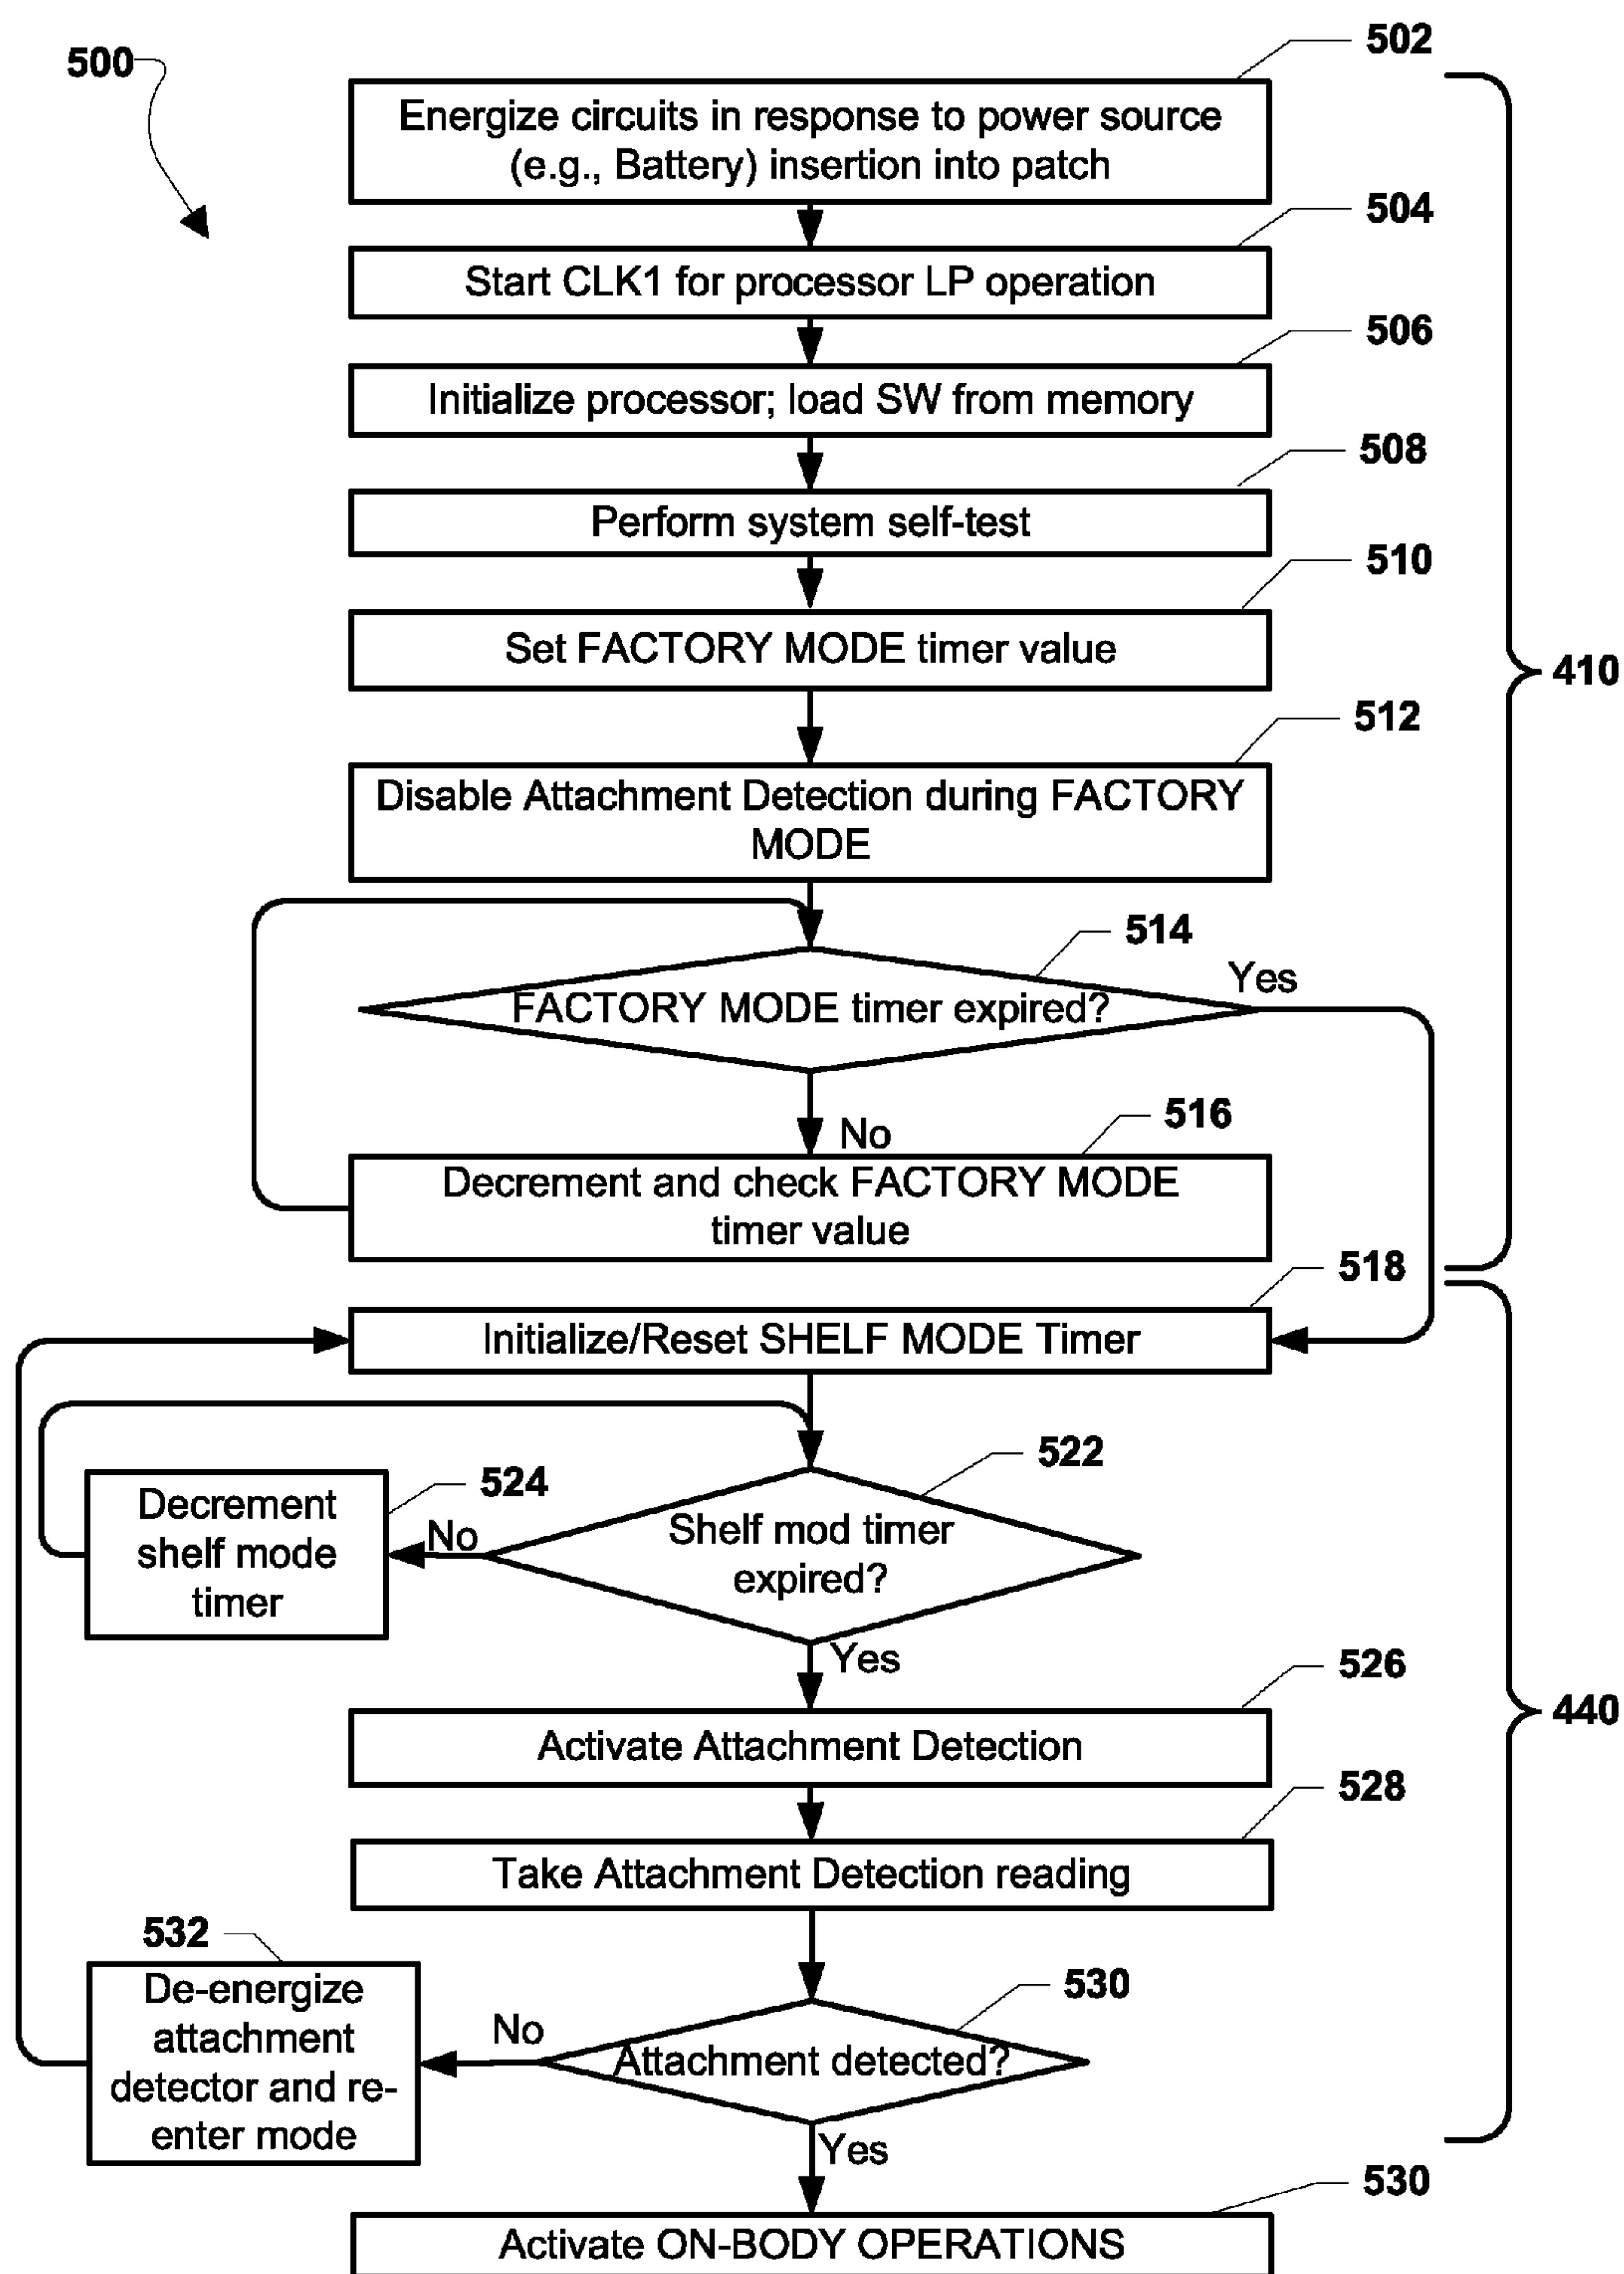 500
502
Energize circuits in response to power source
(e.g., Battery) insertion into patch
504
Start CLK1 for processor LP operation
506
Initialize processor; load SW from memory
508
Perform system self-test
510
Set FACTORY MODE timer value
410
512
Disable Attachment Detection during FACTORY
MODE
514
FACTORY MODE timer expired?
Yes
No
516
Decrement and check FACTORY MODE
timer value
518
Initialize/Reset SHELF MODE Timer
522
Shelf mod timer
expired?
No
524
Decrement
shelf mode
timer
Yes
526
Activate Attachment Detection
440
528
Take Attachment Detection reading
530
Attachment detected?
No
532
De-energize
attachment
detector and re-
enter mode
Yes
530
Activate ON-BODY OPERATIONS